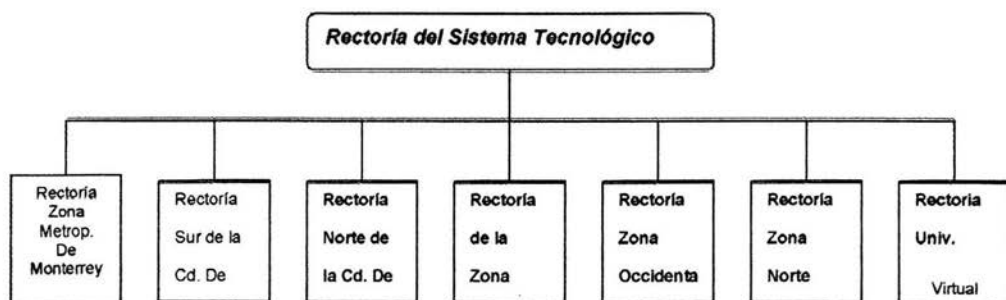 Rectoría del Sistema Tecnológico
Rectoría
Zona
Metrop.
De
Monterrey
Rectoría
Sur de la
Cd. De
Rectoría
Norte de
la Cd. De
Rectoría
de la
Zona
Rectoría
Zona
Occidenta
Rectoría
Zona
Norte
Rectoría
Univ.
Virtual